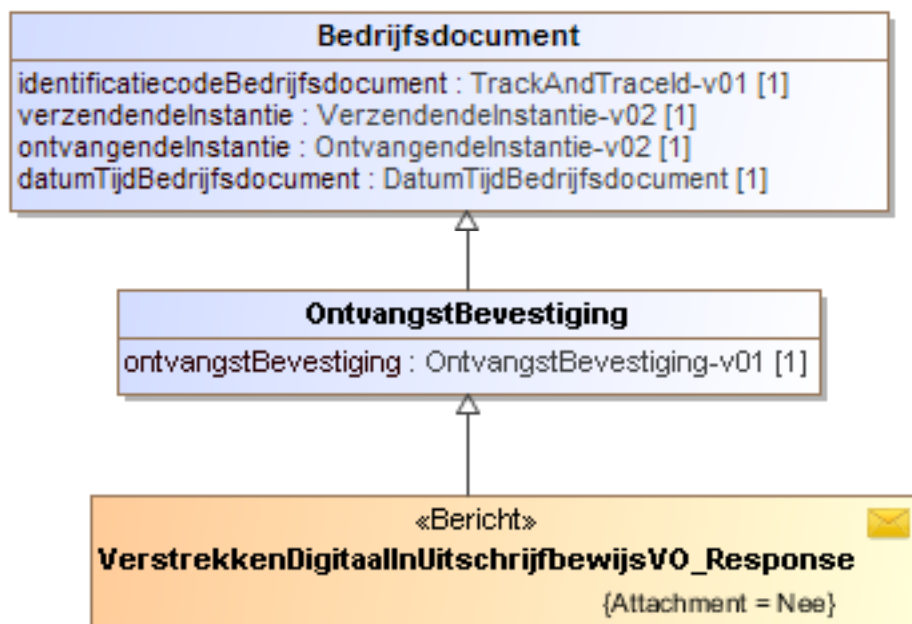 Bedrijfsdocument
identificatiecodeBedrijfsdocument : TrackAndTraceId-v01 [1]
verzendendeInstantie : VerzendendeInstantie-v02 [1]
ontvangendeInstantie : OntvangendeInstantie-v02 [1]
datumTijdBedrijfsdocument : DatumTijdBedrijfsdocument [1]
OntvangstBevestiging
ontvangstBevestiging : OntvangstBevestiging-v01 [1]
«Bericht»
VerstrekkenDigitaalInUitschrijfbewijsVO_Response
{Attachment = Nee}